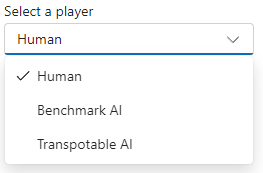 Select a player
Human
Human
Benchmark AI
Transpotable AI